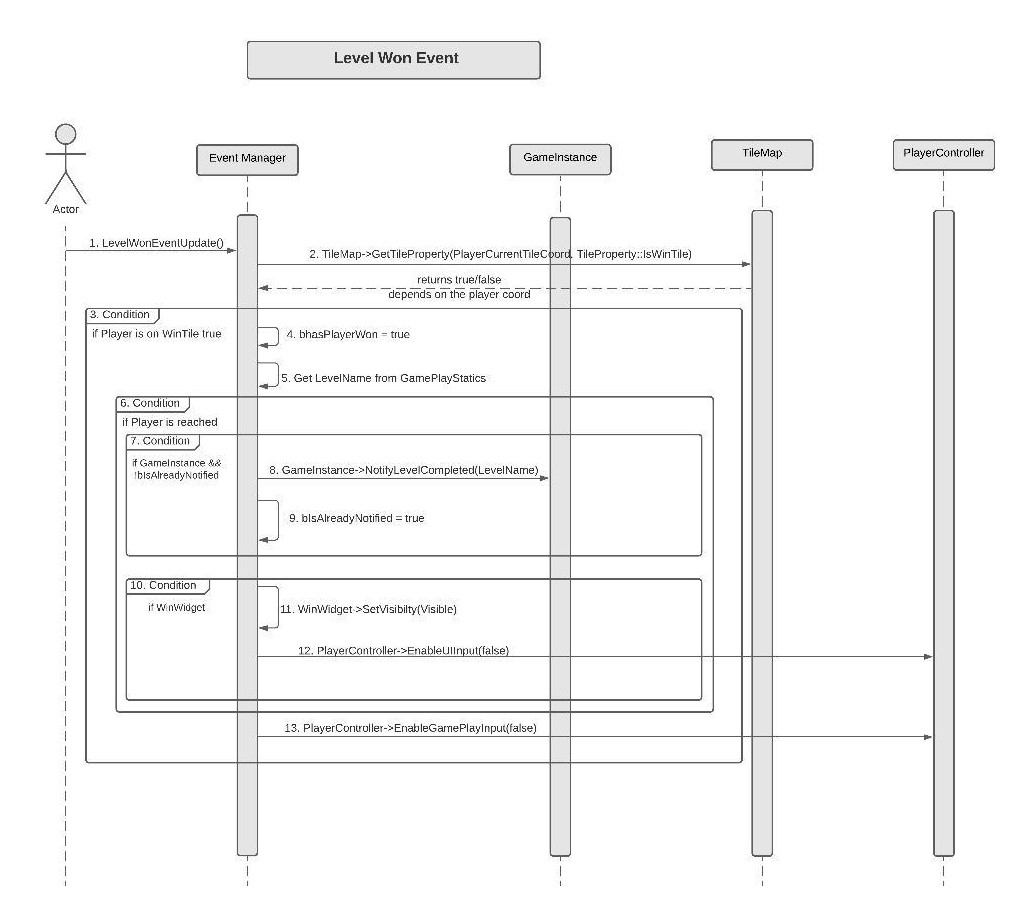 Level Won Event
Actor
Event Manager
GameInstance
TileMap
PlayerController
1. LevelWonEventUpdate()
2. TileMap->GetTileProperty(PlayerCurrentTileCoord, TileProperty::IsWinTile)
returns true/false
depends on the player coord
3. Condition
if Player is on WinTile true
4. bhasPlayerWon = true
5. Get LevelName from GamePlayStatics
6. Condition
if Player is reached
7. Condition
if GameInstance &&
!bIsAlreadyNotified
8. GameInstance->NotifyLevelCompleted(LevelName)
9. bIsAlreadyNotified = true
10. Condition
if WinWidget
11. WinWidget->SetVisibilty(Visible)
12. PlayerController->EnableUIInput(false)
13. PlayerController->EnableGamePlayInput(false)